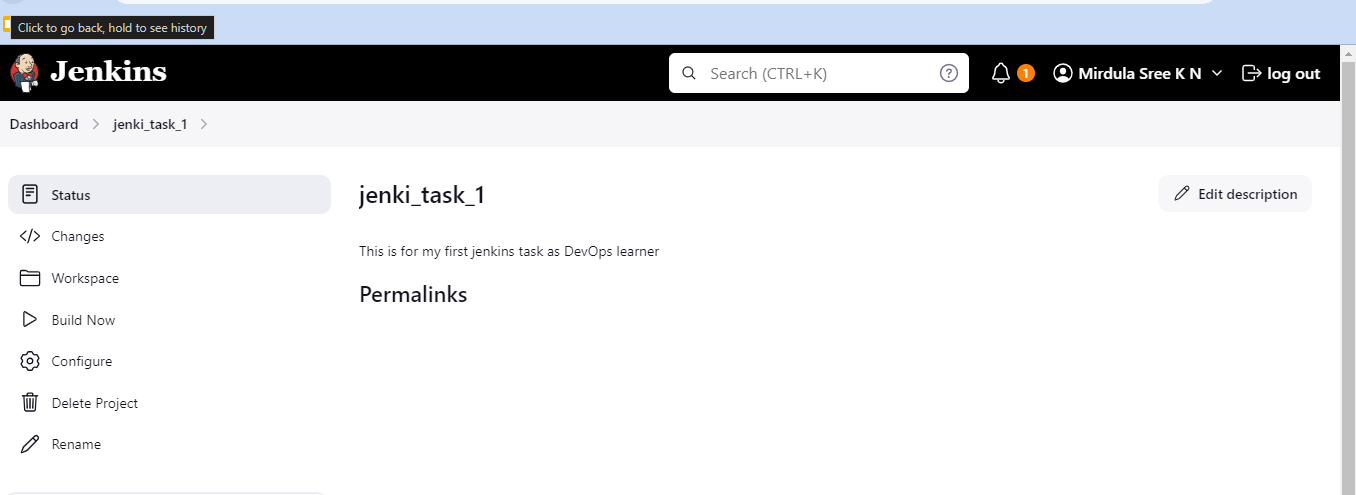 Click to go back, hold to see history
Jenkins
Search (CTRL+K)
?
1
Mirdula Sree K N
log out
Dashboard
jenki_task_1
Status
Changes
Workspace
Build Now
Configure
Delete Project
Rename
jenki_task_1
Edit description
This is for my first jenkins task as DevOps learner
Permalinks